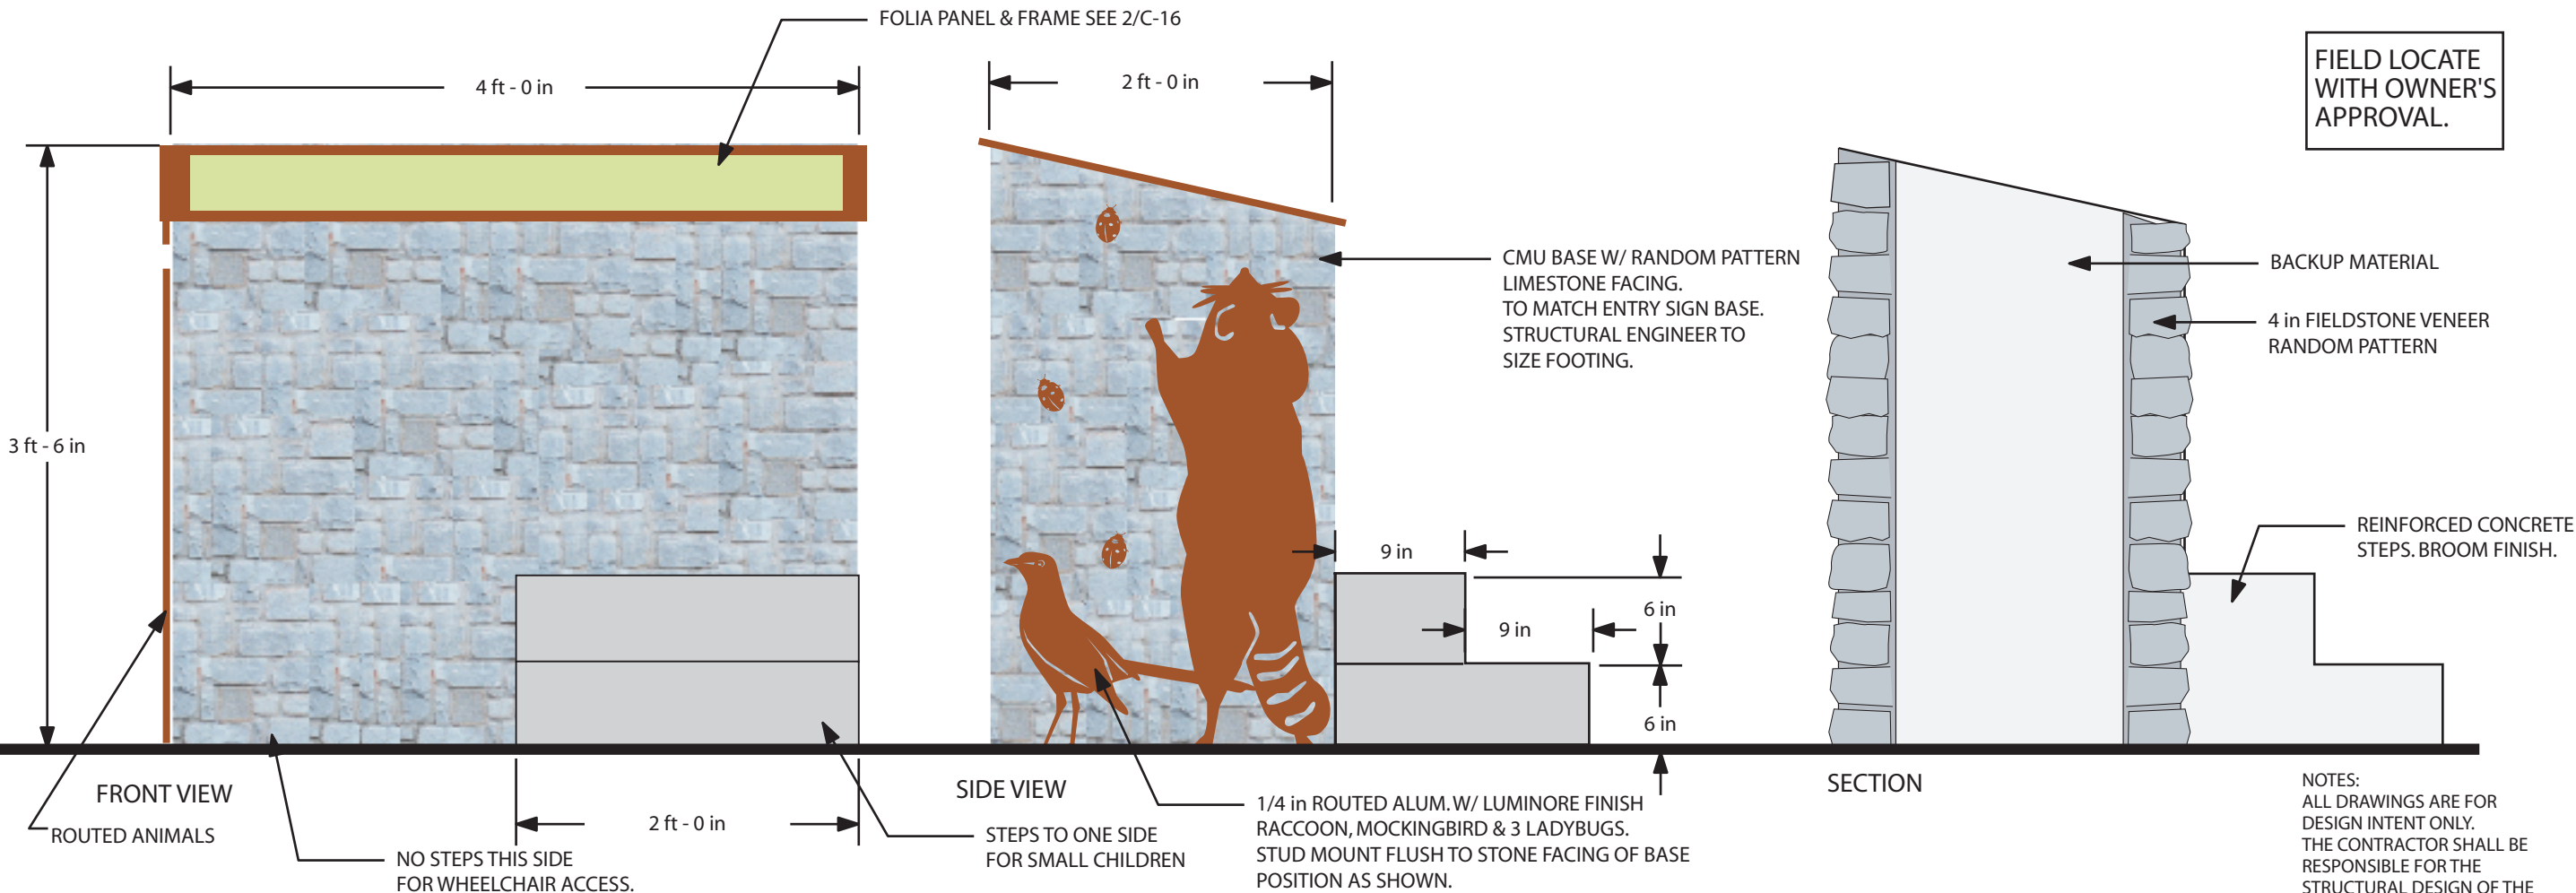 FOLIA PANEL & FRAME SEE 2/C-16
4 ft - 0 in
2 ft - 0 in
FIELD LOCATE
WITH OWNER'S
APPROVAL.
3 ft - 6 in
CMU BASE W/ RANDOM PATTERN
LIMESTONE FACING.
TO MATCH ENTRY SIGN BASE.
STRUCTURAL ENGINEER TO
SIZE FOOTING.
BACKUP MATERIAL
4 in FIELDSTONE VENEER
RANDOM PATTERN
REINFORCED CONCRETE
STEPS. BROOM FINISH.
9 in
6 in
9 in
6 in
FRONT VIEW
ROUTED ANIMALS
NO STEPS THIS SIDE
FOR WHEELCHAIR ACCESS.
2 ft - 0 in
SIDE VIEW
STEPS TO ONE SIDE
FOR SMALL CHILDREN
1/4 in ROUTED ALUM. W/ LUMINORE FINISH
RACCOON, MOCKINGBIRD & 3 LADYBUGS.
STUD MOUNT FLUSH TO STONE FACING OF BASE
POSITION AS SHOWN.
SECTION
NOTES:
ALL DRAWINGS ARE FOR
DESIGN INTENT ONLY.
THE CONTRACTOR SHALL BE
RESPONSIBLE FOR THE
STRUCTURAL DESIGN OF THE